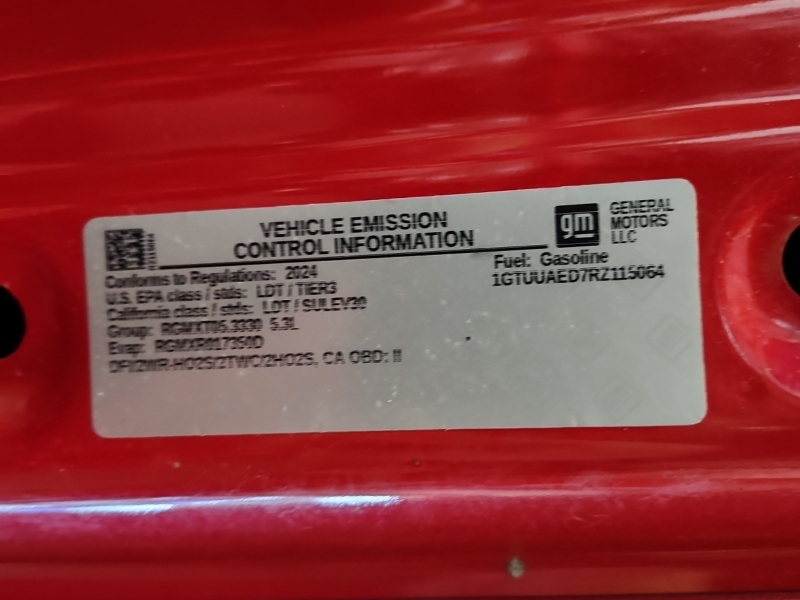 VEHICLE EMISSION
CONTROL INFORMATION
gm
GENERAL
MOTORS
LLC
Conforms to Regulations: 2024
U.S. EPA class / stds: LDT / TIER3
California class / stds: LDT / SULEV30
Group: RGMXT05.3330 5.3L
Evap: RGMXR0173
DFI/2WR-HO2S/2TWC/2HO2S, CA OBD: II
Fuel: Gasoline
1GTUUAED7RZ115064